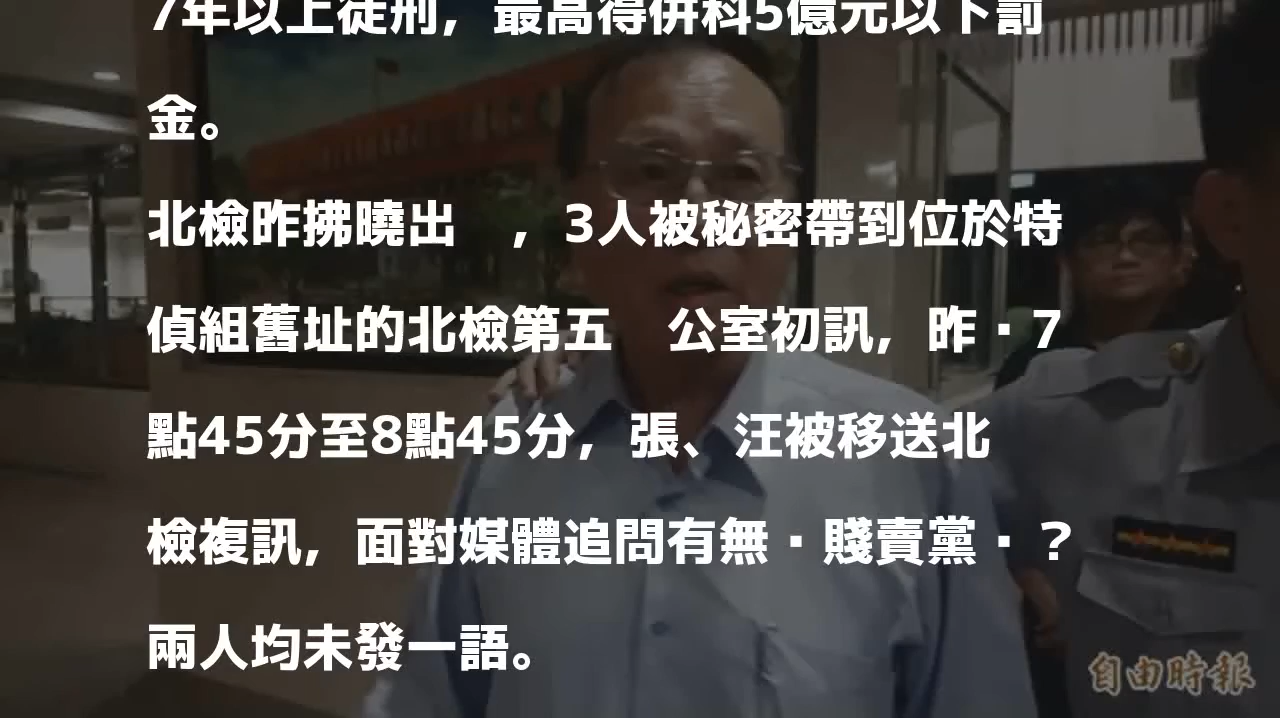 7年以上徒刑，最高得併科5億元以下罰
金。
北檢昨拂曉出　，3人被秘密帶到位於特
偵組舊址的北檢第五　公室初訊，昨·7
點45分至8點45分，張、汪被移送北
檢複訊，面對媒體追問有無·賤賣黨·？
兩人均未發一語。
自由時報